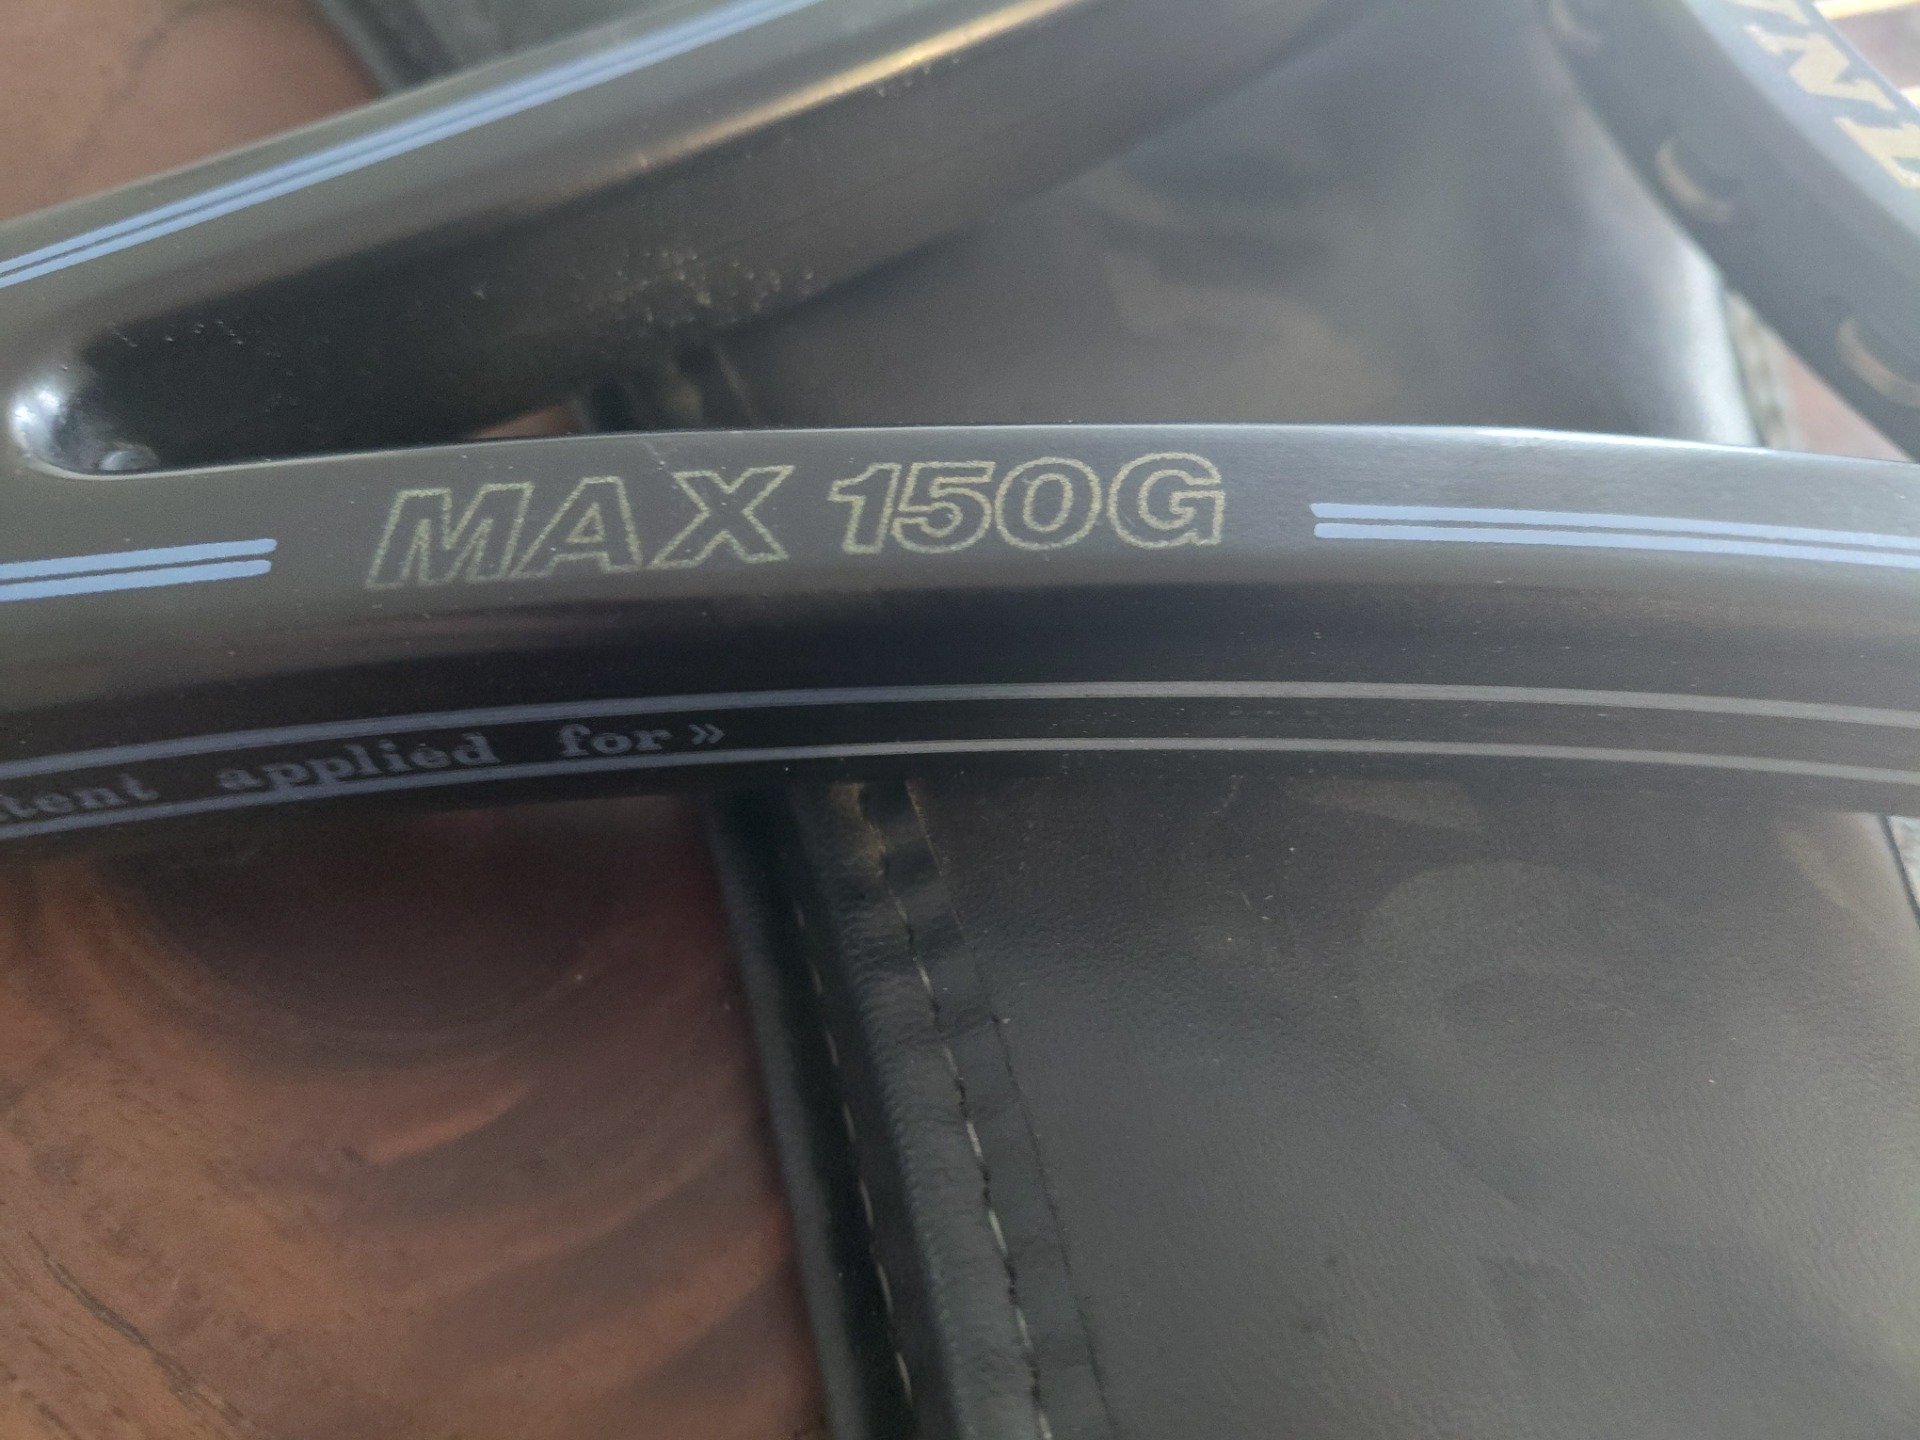 MAX 150G
applied for»